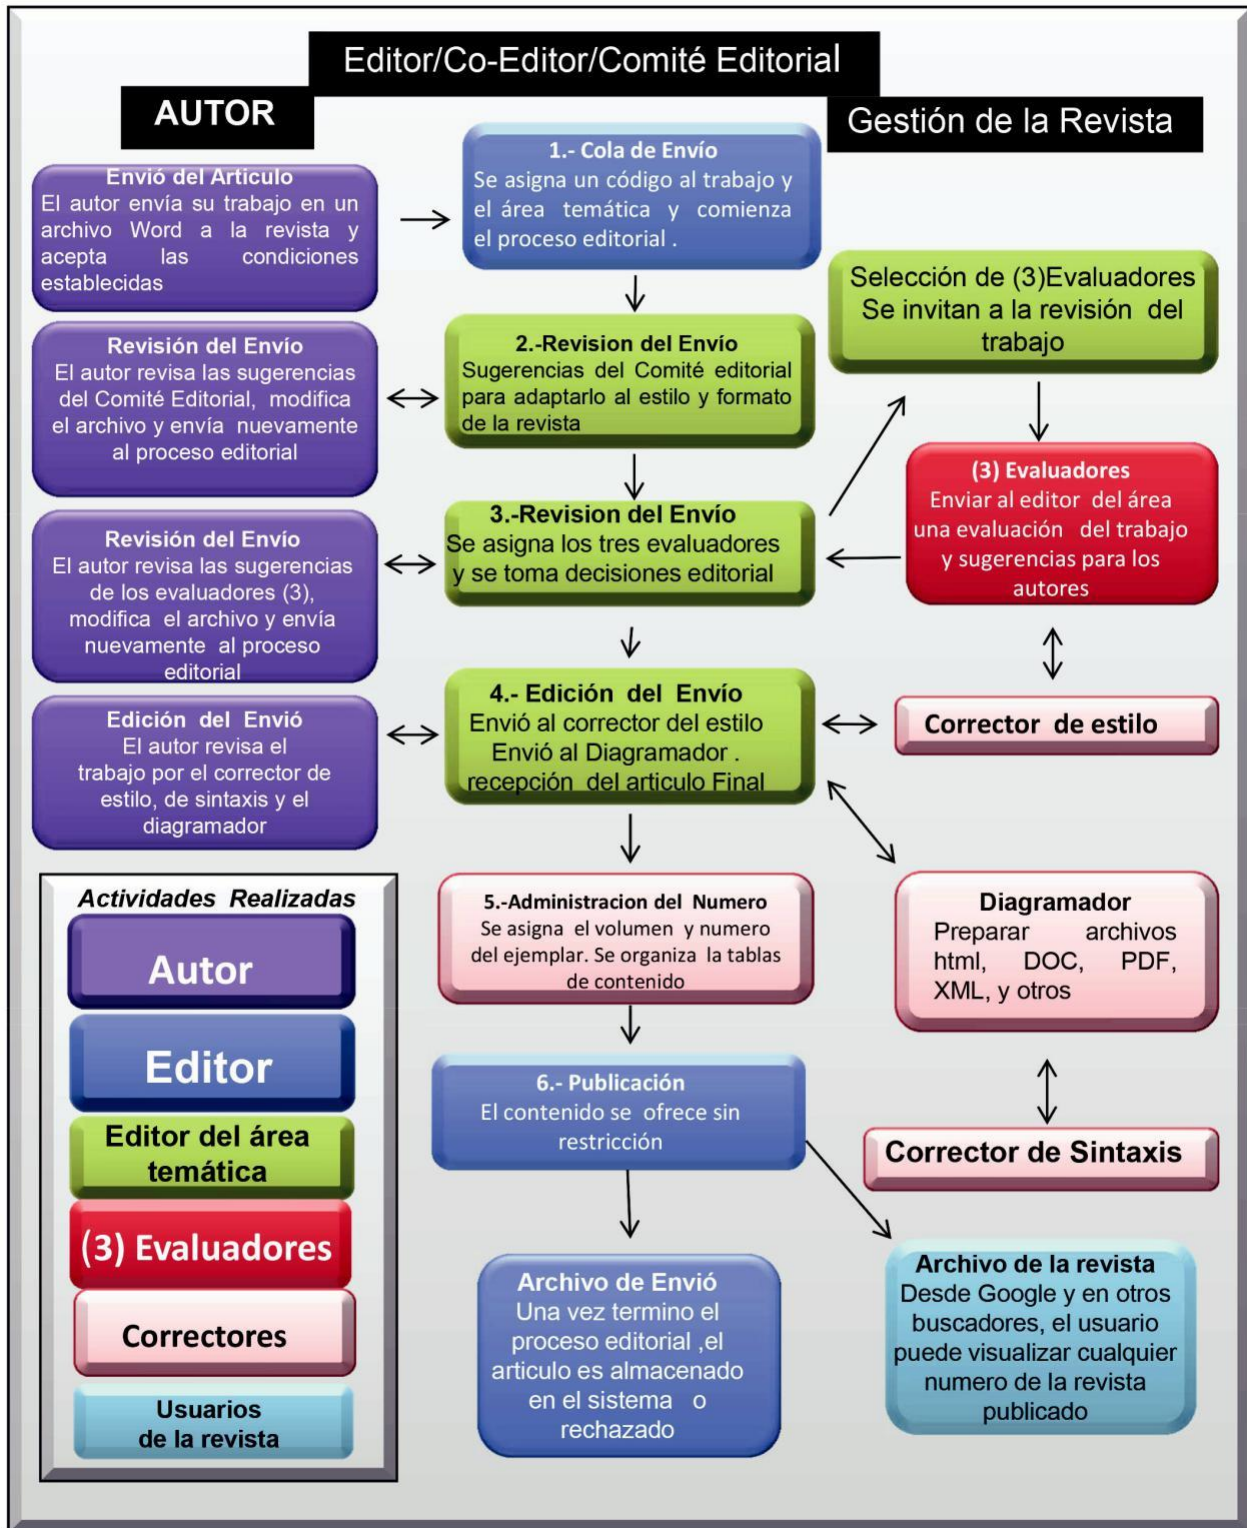 Editor/Co-Editor/Comité Editorial
AUTOR
Gestión de la Revista
Envió del Articulo
El autor envía su trabajo en un
archivo Word a la revista y
acepta las condiciones
establecidas
1.- Cola de Envío
Se asigna un código al trabajo y
el área temática y comienza
el proceso editorial .
Selección de (3)Evaluadores
Se invitan a la revisión del
trabajo
Revisión del Envío
El autor revisa las sugerencias
del Comité Editorial, modifica
el archivo y envía nuevamente
al proceso editorial
2.-Revision del Envío
Sugerencias del Comité editorial
para adaptarlo al estilo y formato
de la revista
(3) Evaluadores
Enviar al editor del área
una evaluación del trabajo
y sugerencias para los
autores
Revisión del Envío
El autor revisa las sugerencias
de los evaluadores (3),
modifica el archivo y envía
nuevamente al proceso
editorial
3.-Revision del Envío
Se asigna los tres evaluadores
y se toma decisiones editorial
Edición del Envió
El autor revisa el
trabajo por el corrector de
estilo, de sintaxis y el
diagramador
4.- Edición del Envío
Envió al corrector del estilo
Envió al Diagramador .
recepción del articulo Final
Corrector de estilo
5.-Administracion del Numero
Se asigna el volumen y numero
del ejemplar. Se organiza la tablas
de contenido
Diagramador
Preparar archivos
html, DOC, PDF,
XML, y otros
6.- Publicación
El contenido se ofrece sin
restricción
Corrector de Sintaxis
Archivo de Envió
Una vez termino el
proceso editorial ,el
articulo es almacenado
en el sistema o
rechazado
Archivo de la revista
Desde Google y en otros
buscadores, el usuario
puede visualizar cualquier
numero de la revista
publicado
Actividades Realizadas
Autor
Editor
Editor del área
temática
(3) Evaluadores
Correctores
Usuarios
de la revista